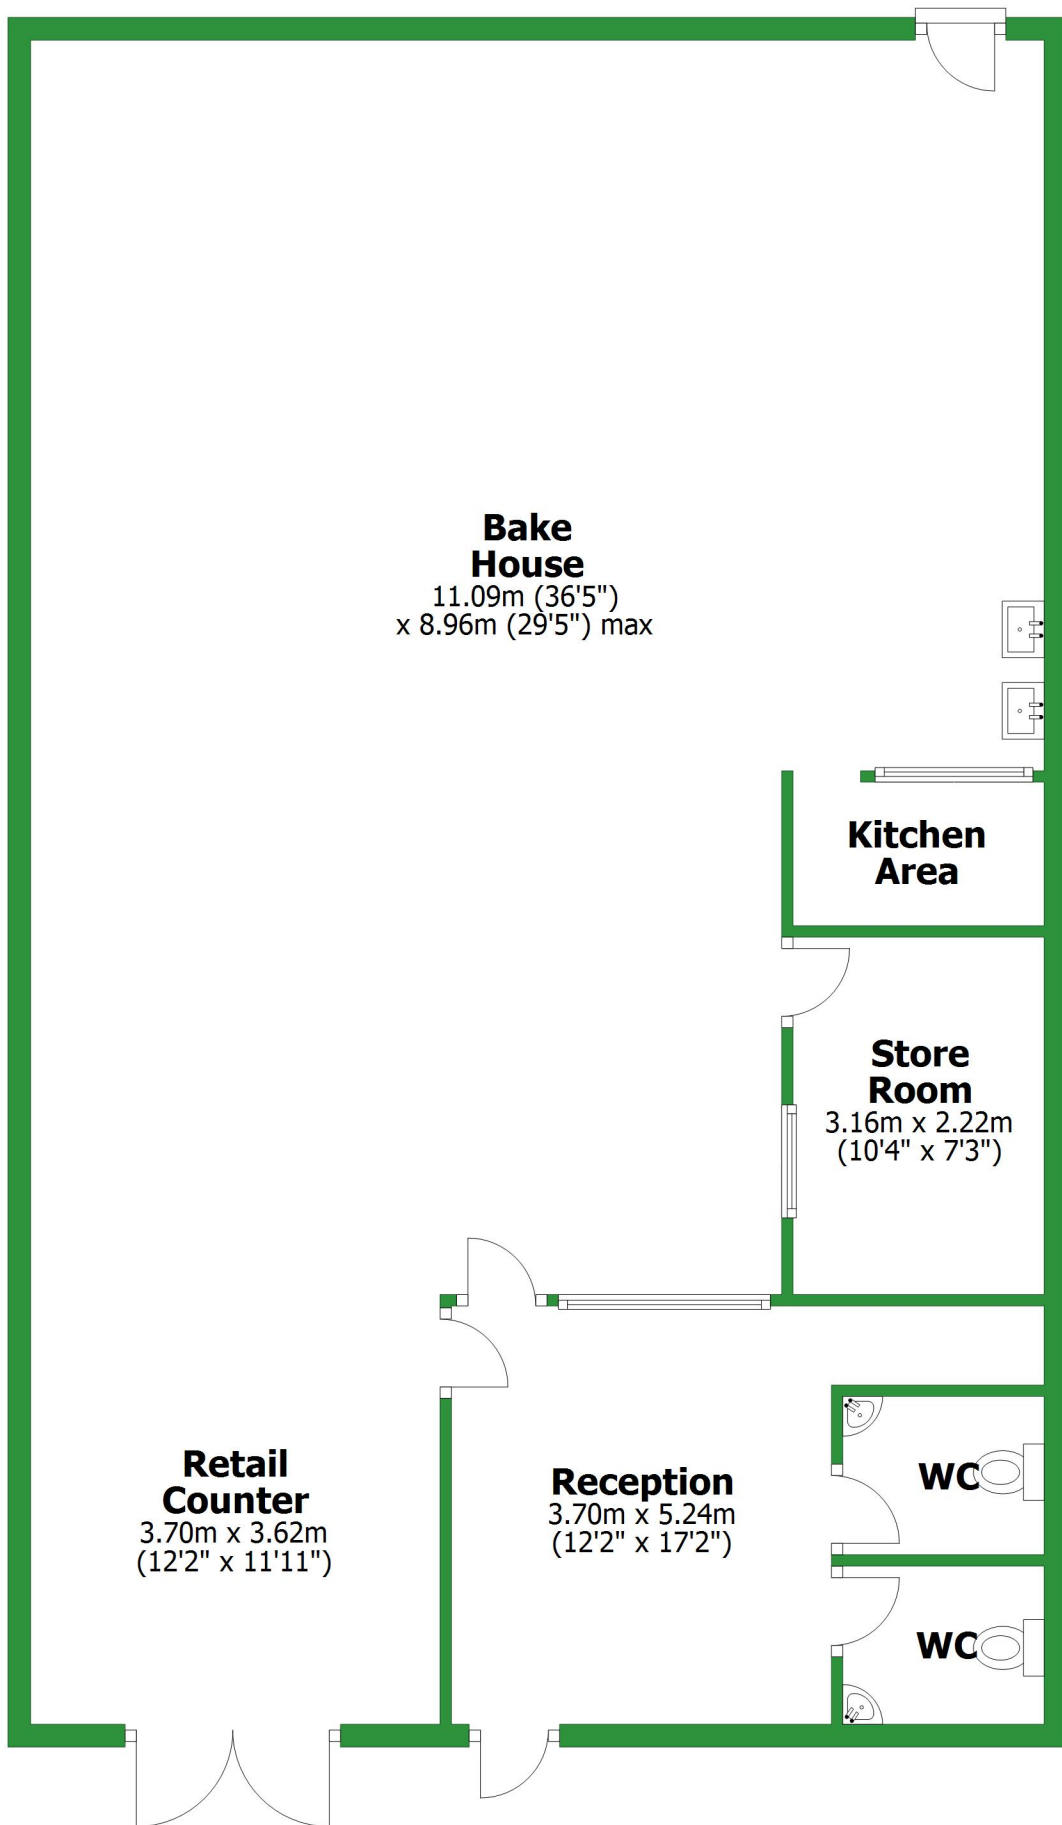 Bake
House
11.09m (36'5")
x 8.96m (29'5") max
Kitchen
Area
Store
Room
3.16m x 2.22m
(10'4" x 7'3")
Retail
Counter
3.70m x 3.62m
(12'2" x 11'11")
Reception
3.70m x 5.24m
(12'2" x 17'2")
WC
WC